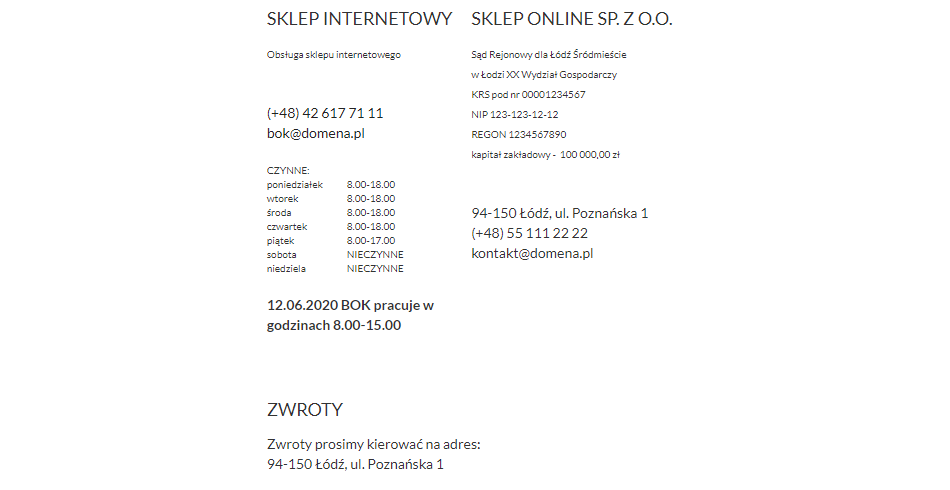 SKLEP INTERNETOWY
Obsługa sklepu internetowego
(+48) 42 617 71 11
bok@domena.pl
CZYNNE:
poniedziałek 8.00-18.00
wtorek 8.00-18.00
środa 8.00-18.00
czwartek 8.00-18.00
piątek 8.00-17.00
sobota NIECZYNNE
niedziela NIECZYNNE
12.06.2020 BOK pracuje w
godzinach 8.00-15.00
SKLEP ONLINE SP. Z O.O.
Sąd Rejonowy dla Łódź Śródmieście
w Łodzi XX Wydział Gospodarczy
KRS pod nr 00001234567
NIP 123-123-12-12
REGON 1234567890
kapitał zakładowy - 100 000,00 zł
94-150 Łódź, ul. Poznańska 1
(+48) 55 111 22 22
kontakt@domena.pl
ZWROTY
Zwroty prosimy kierować na adres:
94-150 Łódź, ul. Poznańska 1